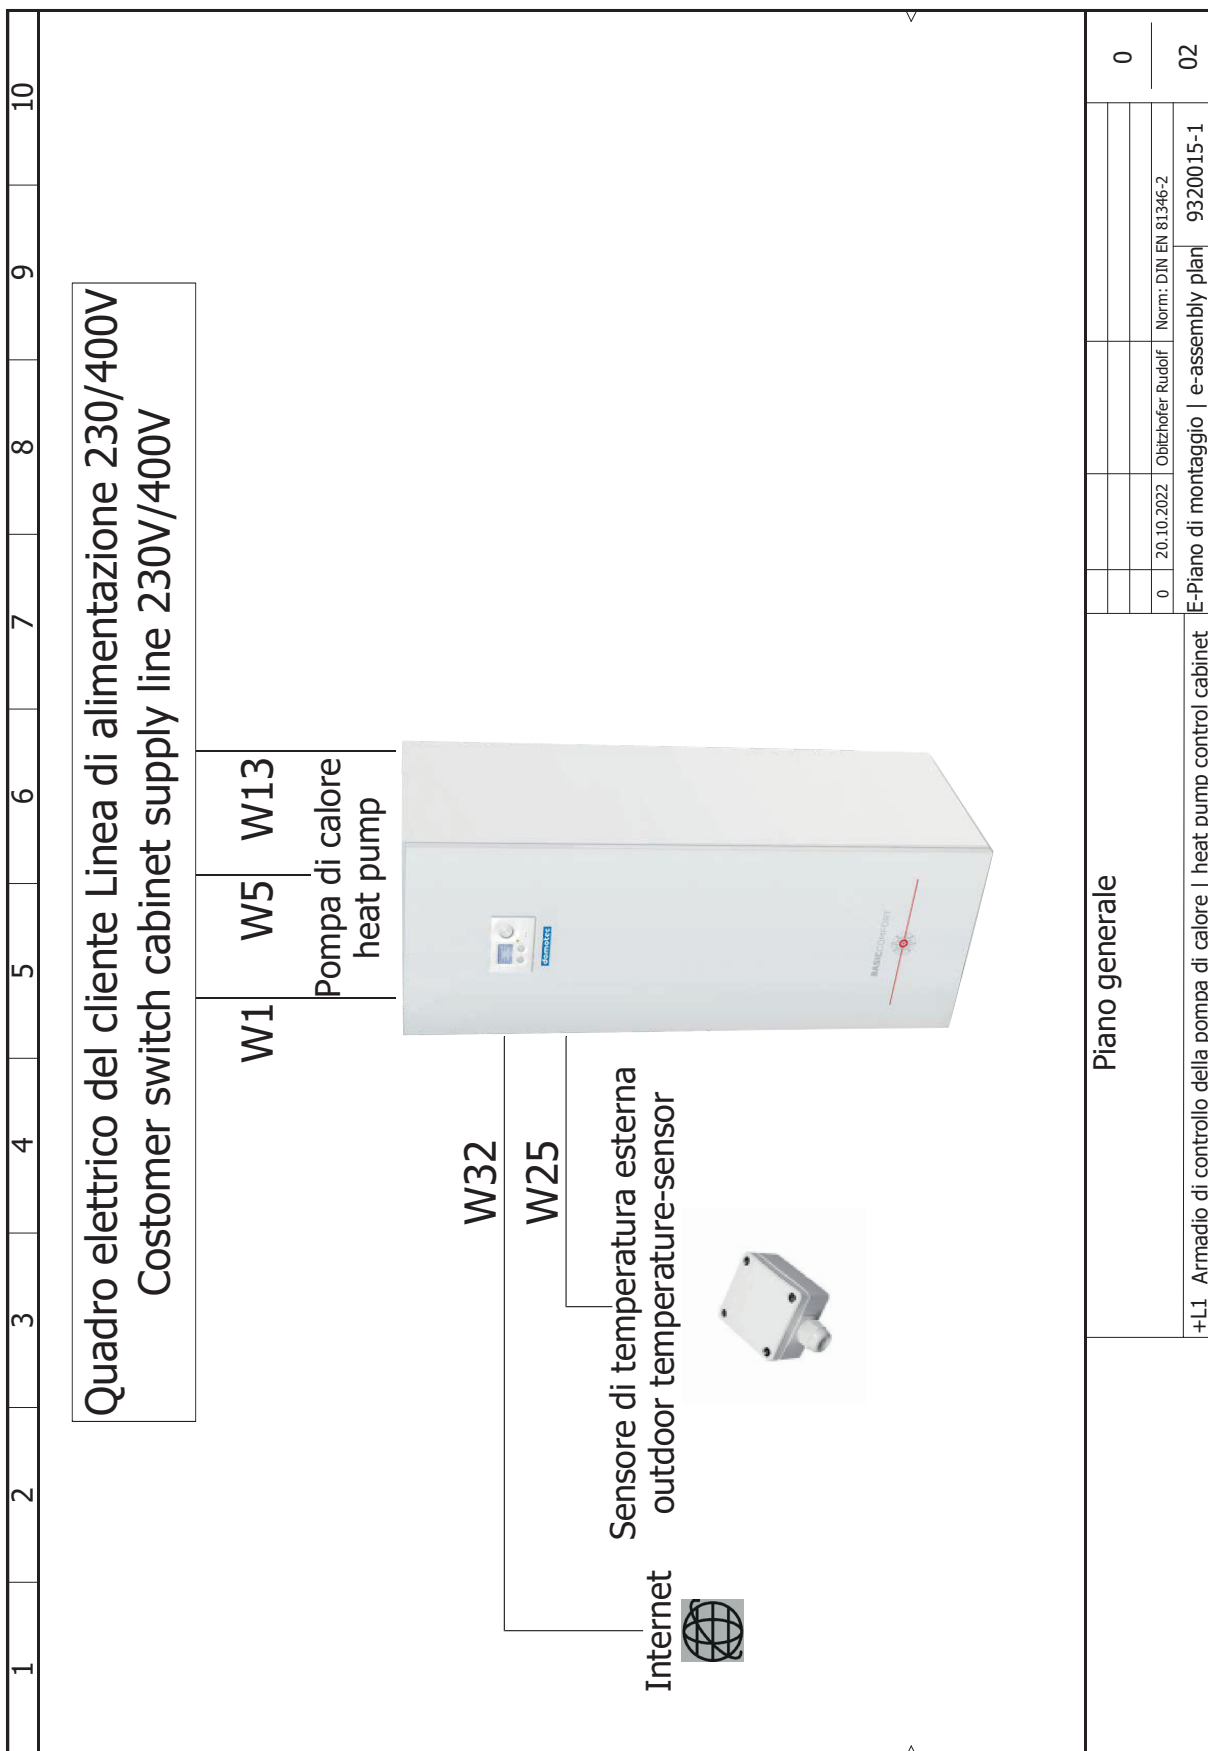 1
2
3
4
5
6
7
8
9
10
Quadro elettrico del cliente Linea di alimentazione 230/400V
Costomer switch cabinet supply line 230V/400V
W1
W5
W13
Pompa di calore
heat pump
W32
W25
Sensore di temperatura esterna
outdoor temperature-sensor
Internet
domotec
BASICCOMFORT
Piano generale
+L1 Armadio di controllo della pompa di calore | heat pump control cabinet
0
20.10.2022
Obitzhofer Rudolf
Norm: DIN EN 81346-2
E-Piano di montaggio | e-assembly plan
9320015-1
0
02